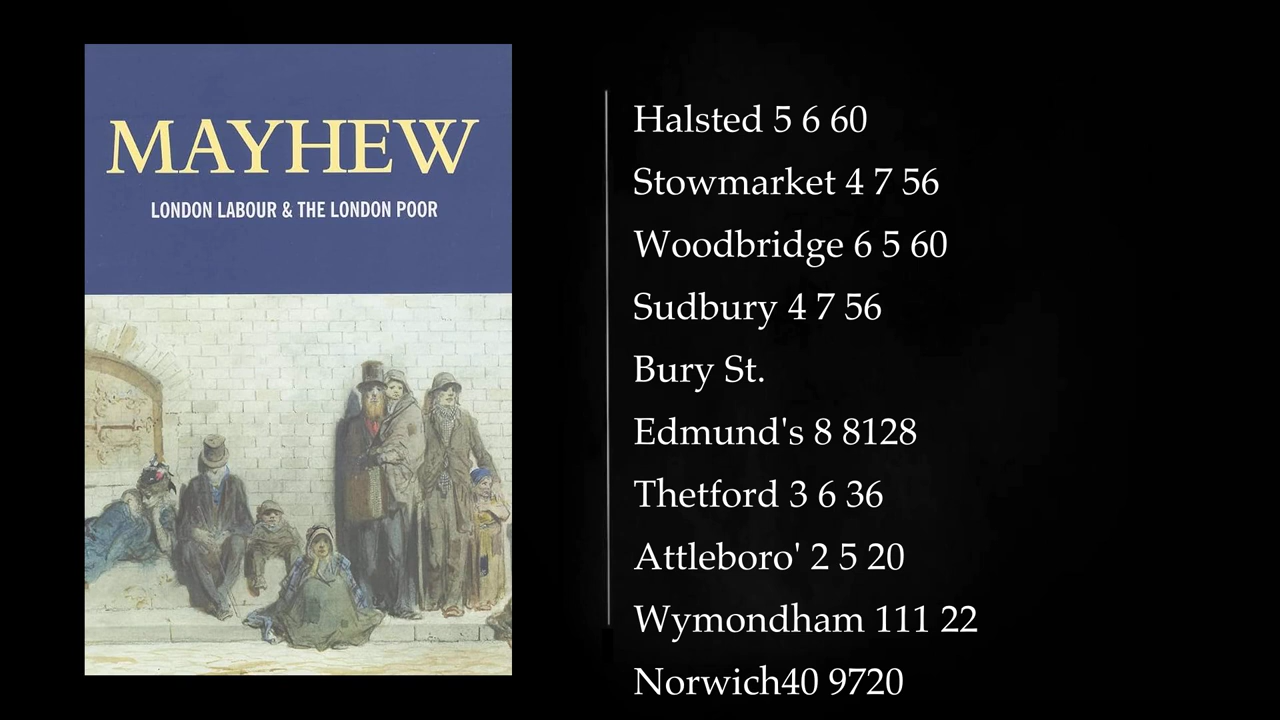 MAYHEW
LONDON LABOUR & THE LONDON POOR
Halsted 5 6 60
Stowmarket 4 7 56
Woodbridge 6 5 60
Sudbury 4 7 56
Bury St.
Edmund's 8 8128
Thetford 3 6 36
Attleboro' 2 5 20
Wymondham 111 22
Norwich40 9720